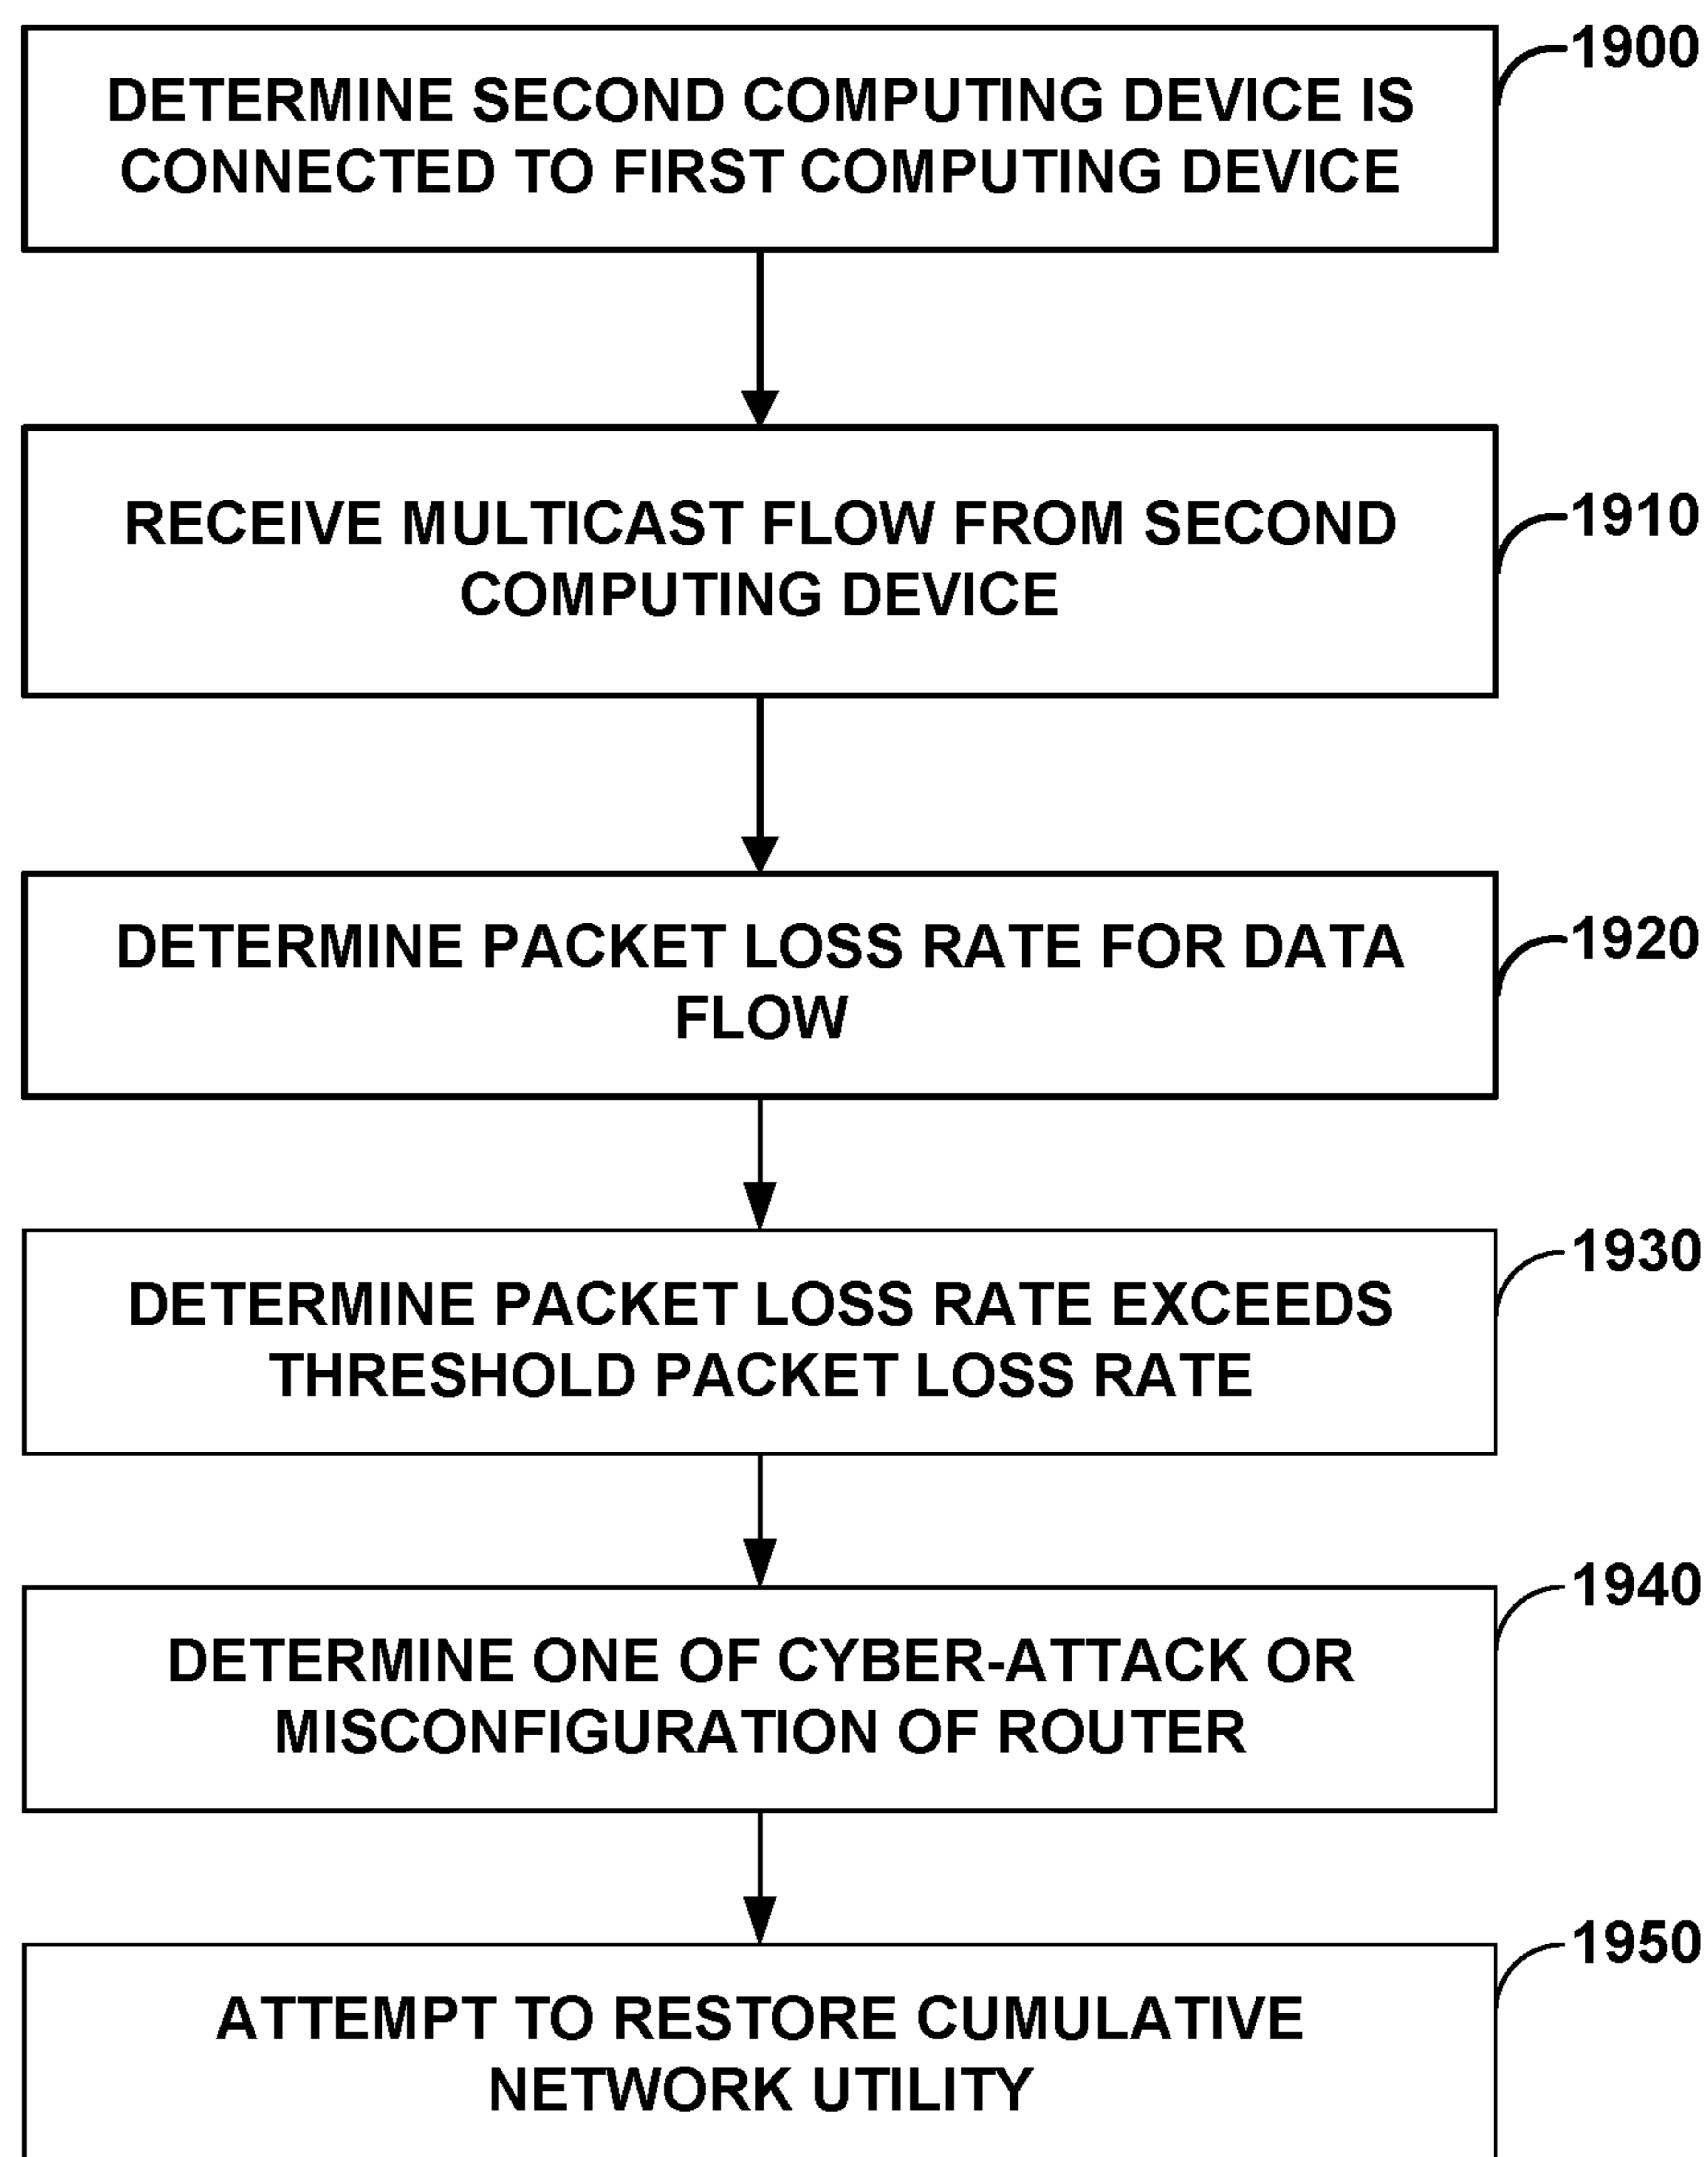 1900
DETERMINE SECOND COMPUTING DEVICE IS
CONNECTED TO FIRST COMPUTING DEVICE
1910
RECEIVE MULTICAST FLOW FROM SECOND
COMPUTING DEVICE
1920
DETERMINE PACKET LOSS RATE FOR DATA
FLOW
1930
DETERMINE PACKET LOSS RATE EXCEEDS
THRESHOLD PACKET LOSS RATE
1940
DETERMINE ONE OF CYBER-ATTACK OR
MISCONFIGURATION OF ROUTER
1950
ATTEMPT TO RESTORE CUMULATIVE
NETWORK UTILITY